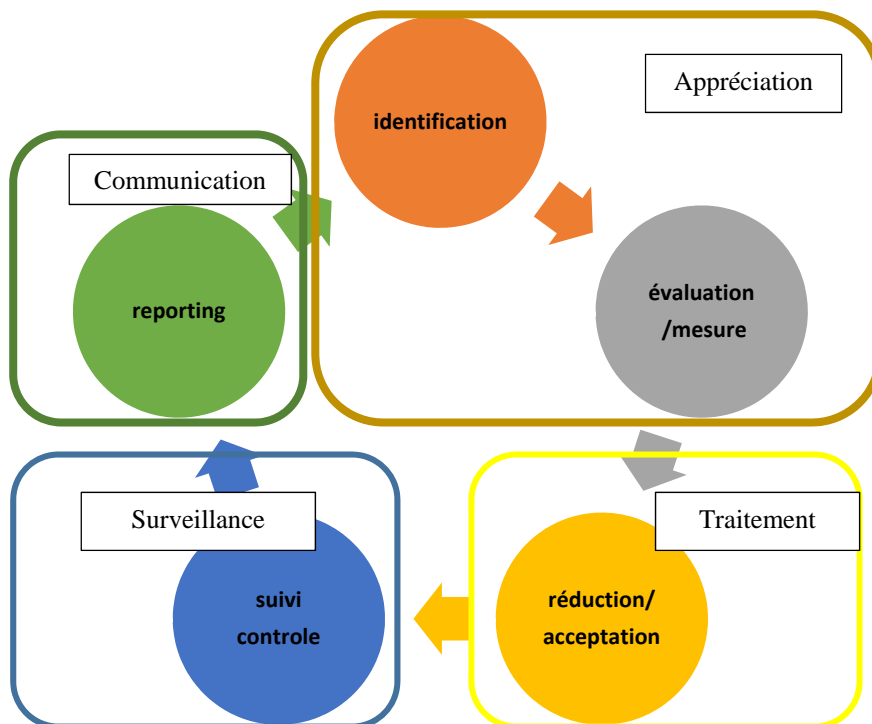 Appréciation
identification
Communication
reporting
évaluation
/mesure
Surveillance
Traitement
suivi
controle
réduction/
acceptation